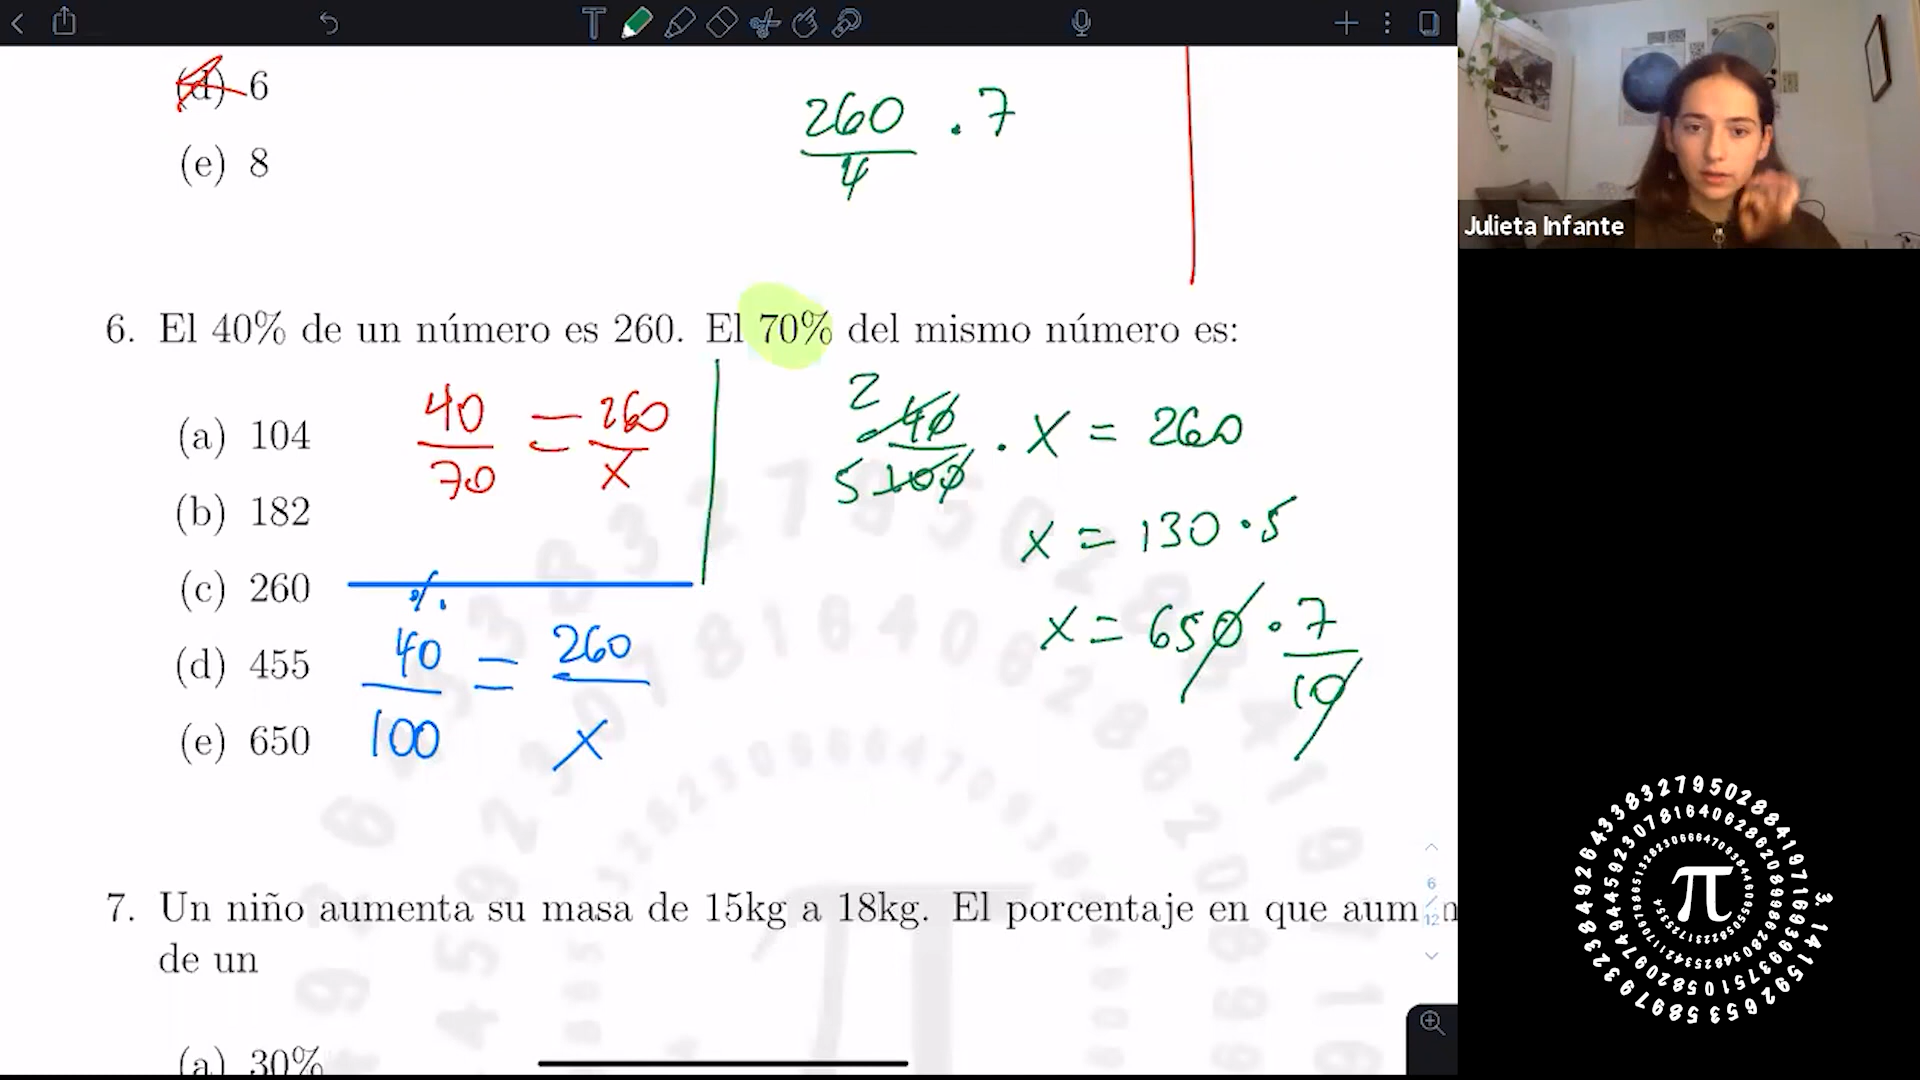 (d) 6
(e) 8
260/4 . 7
6. El 40% de un número es 260. El 70% del mismo número es:
(a) 104
(b) 182
(c) 260
(d) 455
(e) 650
40/70 = 260/x
%
40/100 = 260/x
2
5
40/100 . x = 260
x = 130 . 5
x = 650 . 7/10
7. Un niño aumenta su masa de 15kg a 18kg. El porcentaje en que aum
de un
(a) 30%
6
/
12
Julieta Infante
π